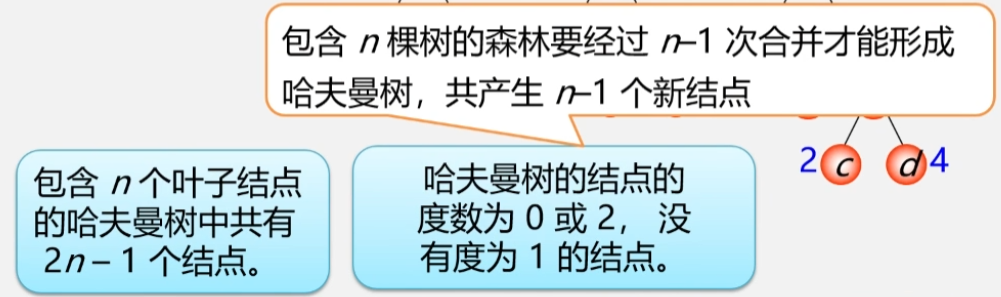 包含 n 棵树的森林要经过 n–1 次合并才能形成
哈夫曼树，共产生 n–1 个新结点
包含 n 个叶子结点
的哈夫曼树中共有
2n – 1 个结点。
哈夫曼树的结点的
度数为 0 或 2， 没
有度为 1 的结点。
2 c d 4